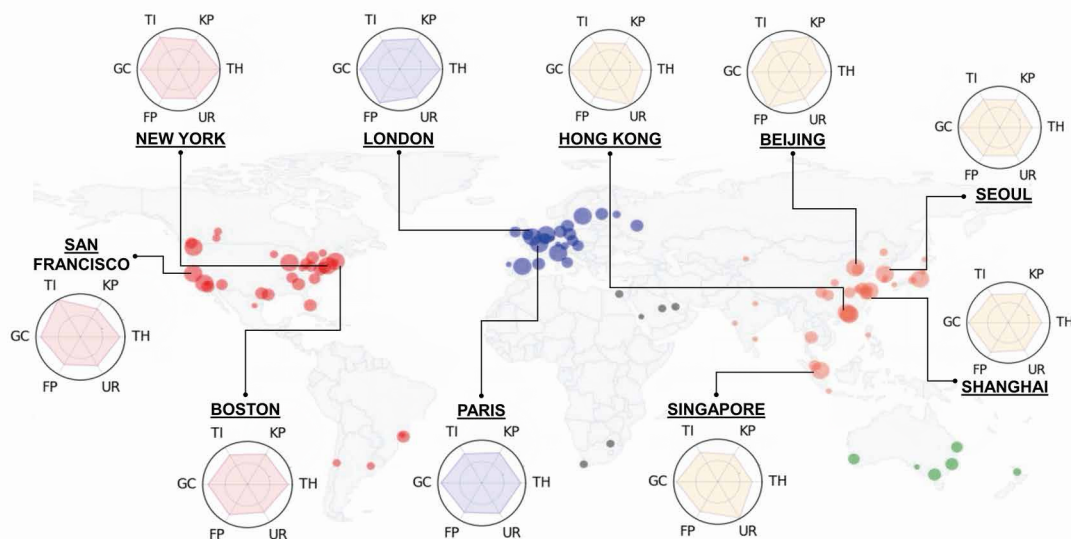 TI KP
GC TH
FP UR
NEW YORK
TI KP
GC TH
FP UR
LONDON
TI KP
GC TH
FP UR
HONG KONG
TI KP
GC TH
FP UR
BEIJING
TI KP
GC TH
FP UR
SEOUL
SAN
FRANCISCO
TI KP
GC TH
FP UR
TI KP
GC TH
FP UR
SHANGHAI
BOSTON
TI KP
GC TH
FP UR
PARIS
TI KP
GC TH
FP UR
SINGAPORE
TI KP
GC TH
FP UR